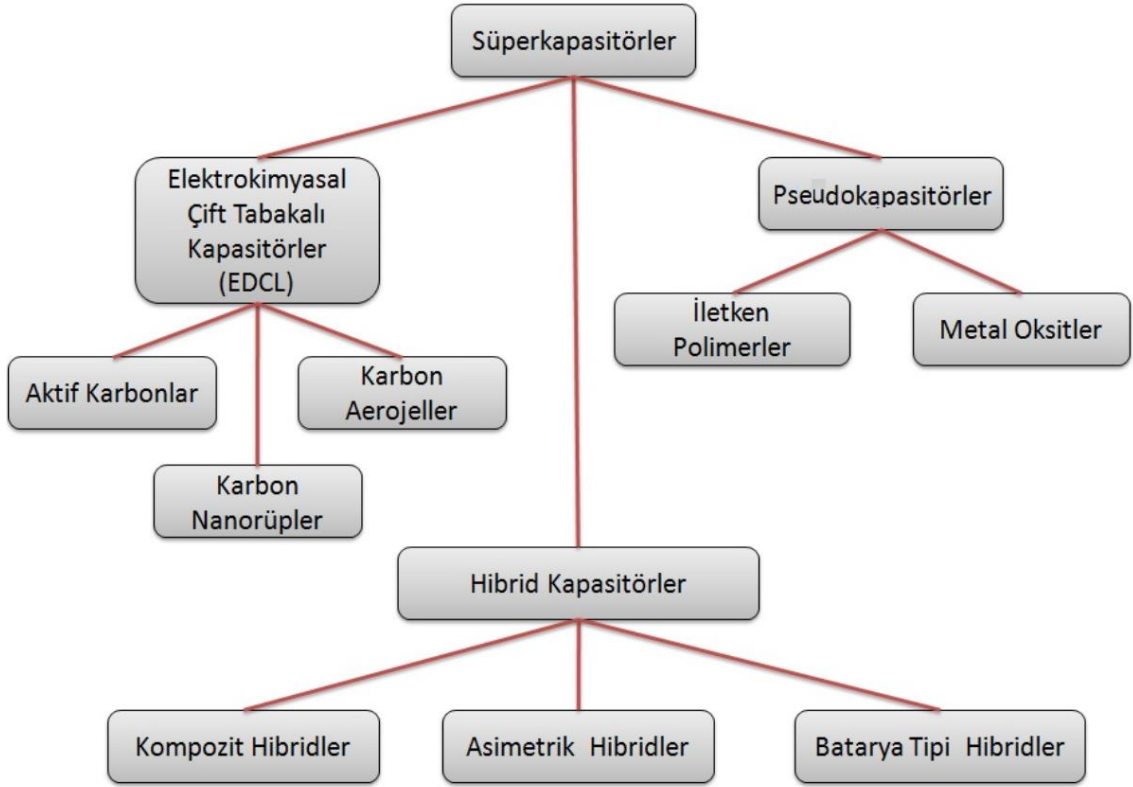 Süperkapasitörler
Elektrokimyasal
Çift Tabakalı
Kapasitörler
(EDCL)
Pseudokapasitörler
İletken
Polimerler
Metal Oksitler
Aktif Karbonlar
Karbon
Aerojeller
Karbon
Nanorüpler
Hibrid Kapasitörler
Kompozit Hibridler
Asimetrik Hibridler
Batarya Tipi Hibridler